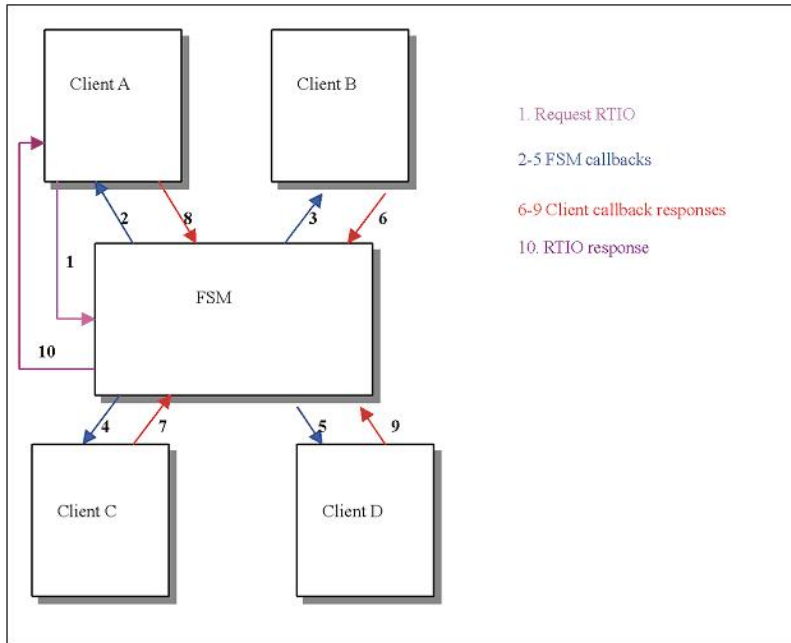 Client A
Client B
1. Request RTIO
2-5 FSM callbacks
6-9 Client callback responses
10. RTIO response
2
8
3
6
1
FSM
10
4
7
5
9
Client C
Client D